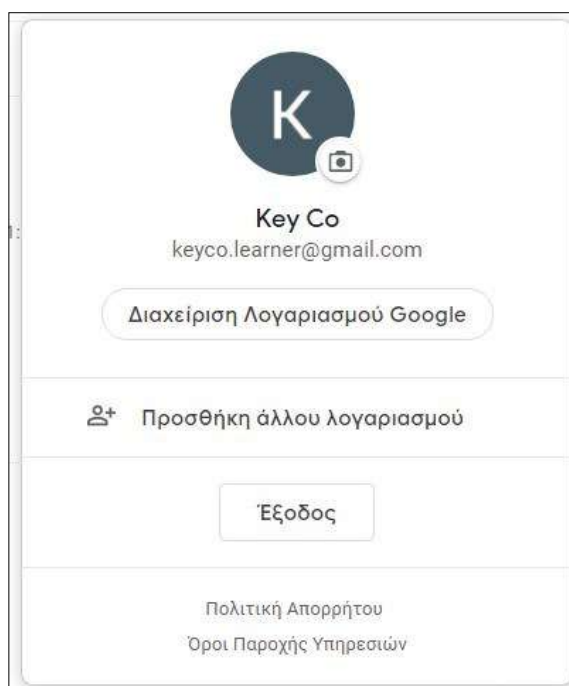 K
Key Co
keyco.learner@gmail.com
Διαχείριση Λογαριασμού Google
Προσθήκη άλλου λογαριασμού
Έξοδος
Πολιτική Απορρήτου
Όροι Παροχής Υπηρεσιών